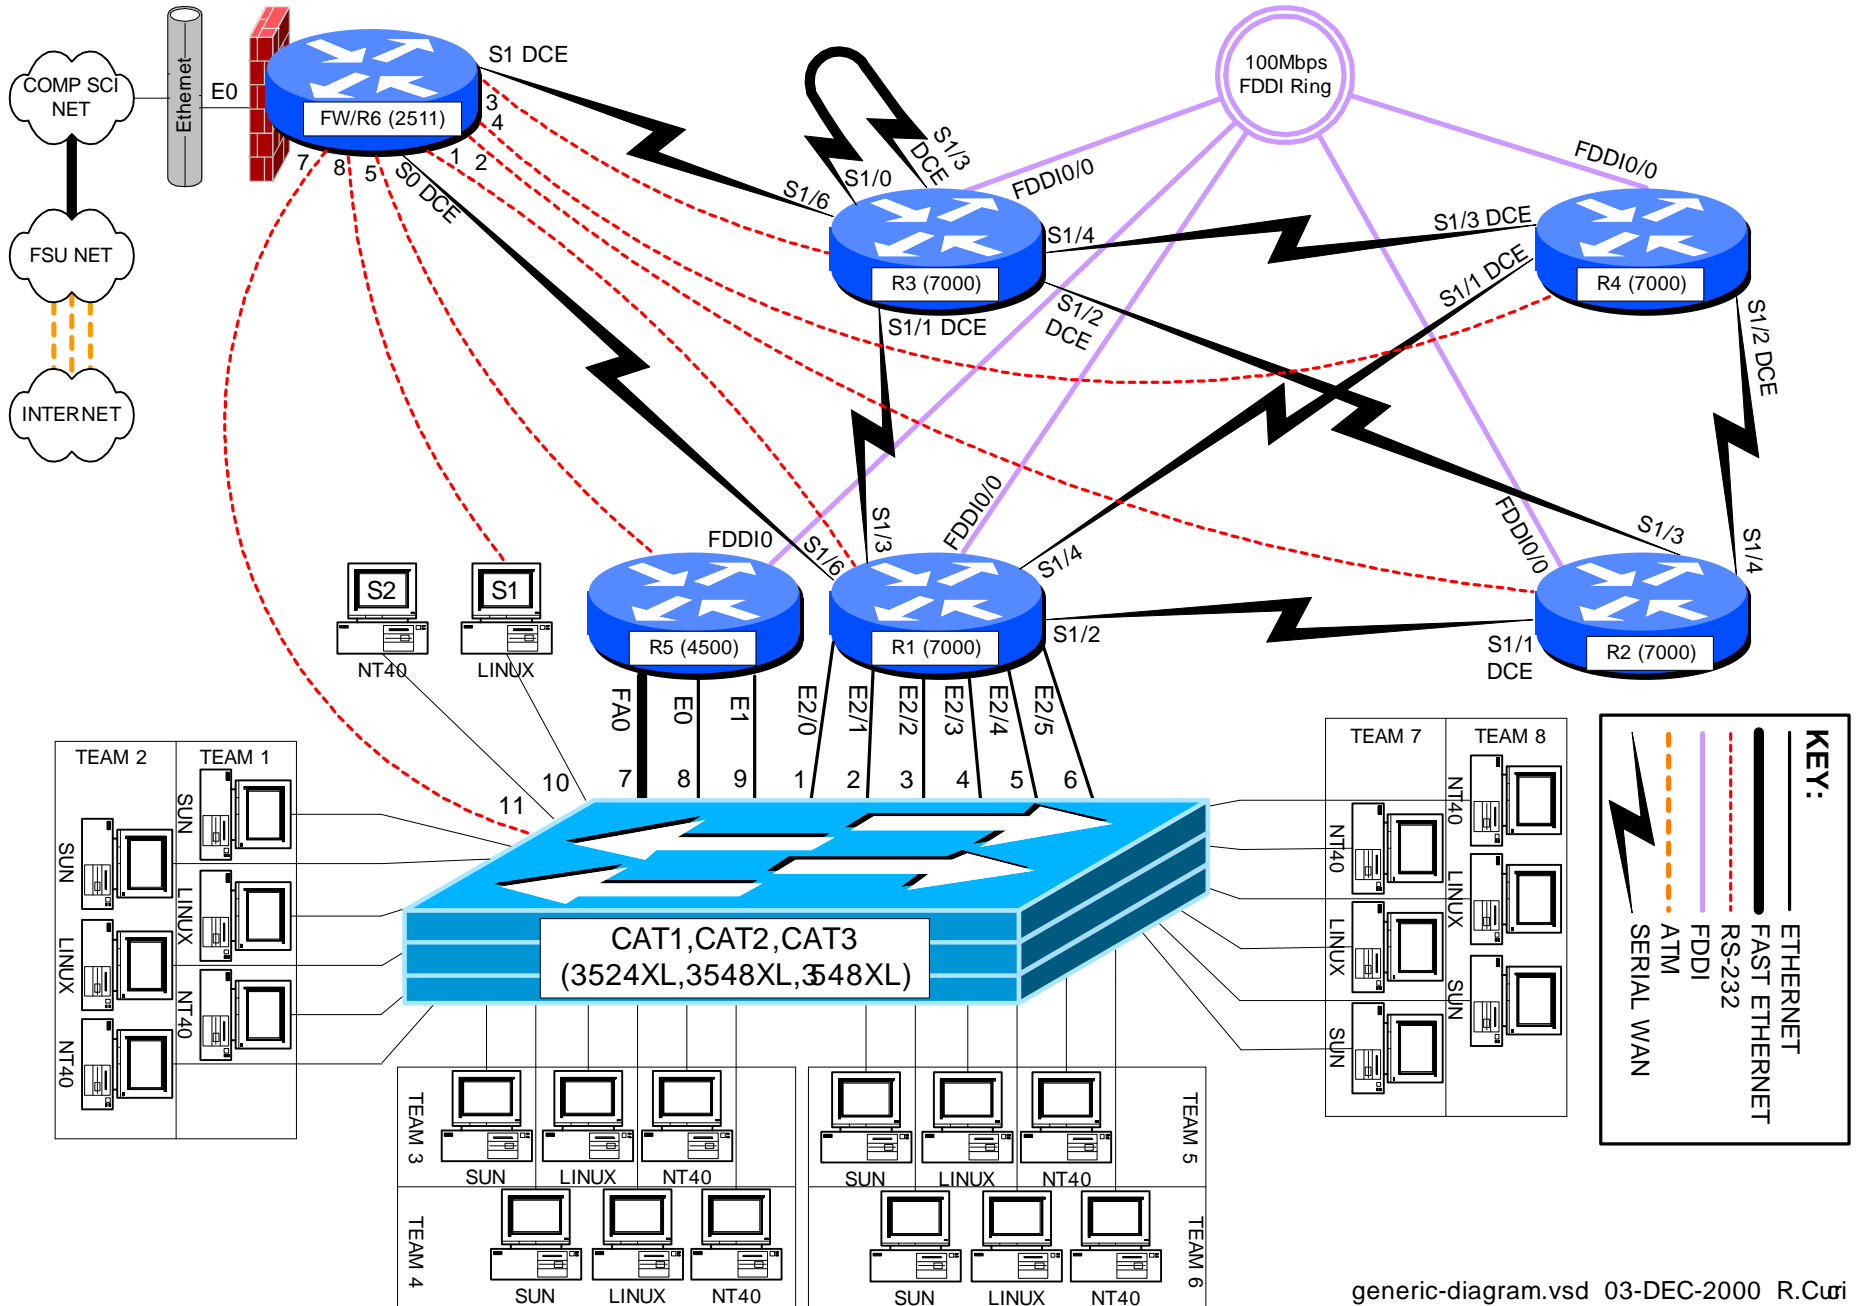 COMP SCI
NET
Ethernet
E0
FW/R6 (2511)
S1 DCE
3
4
1
2
7
8
5
S0 DCE
FSU NET
INTERNET
100Mbps
FDDI Ring
S1/6
S1/0
S1/3
DCE
FDDI0/0
R3 (7000)
S1/4
S1/1 DCE
S1/2
DCE
FDDI0/0
S1/3 DCE
S1/1 DCE
R4 (7000)
S1/2 DCE
S2
NT40
S1
LINUX
FDDI0
R5 (4500)
S1/6
S1/3
FDDI0/0
S1/4
R1 (7000)
S1/2
FDDI0/0
S1/3
S1/4
S1/1
DCE
R2 (7000)
FA0
E0
E1
E2/0
E2/1
E2/2
E2/3
E2/4
E2/5
11
10
7
8
9
1
2
3
4
5
6
CAT1,CAT2,CAT3
(3524XL,3548XL,3548XL)
TEAM 2
TEAM 1
SUN
SUN
LINUX
LINUX
NT40
NT40
TEAM 7
TEAM 8
NT40
NT40
LINUX
LINUX
SUN
SUN
TEAM 3
SUN
LINUX
NT40
TEAM 4
SUN
LINUX
NT40
TEAM 5
SUN
LINUX
NT40
TEAM 6
SUN
LINUX
NT40
KEY:
ETHERNET
FAST ETHERNET
RS-232
FDDI
ATM
SERIAL WAN
generic-diagram.vsd 03-DEC-2000